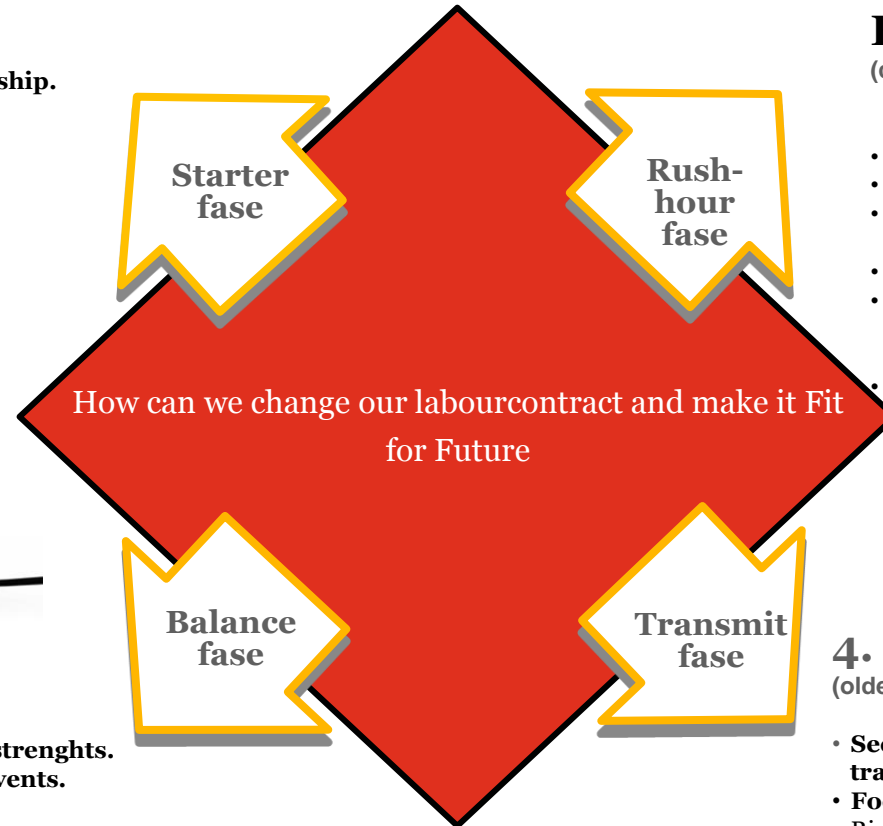 ship.
Starter
fase
Rush-
hour
fase
How can we change our labourcontract and make it Fit
for Future
Balance
fase
Transmit
fase
strenghts.
vents.
4.
(olde
• Sec
tra
• Fo